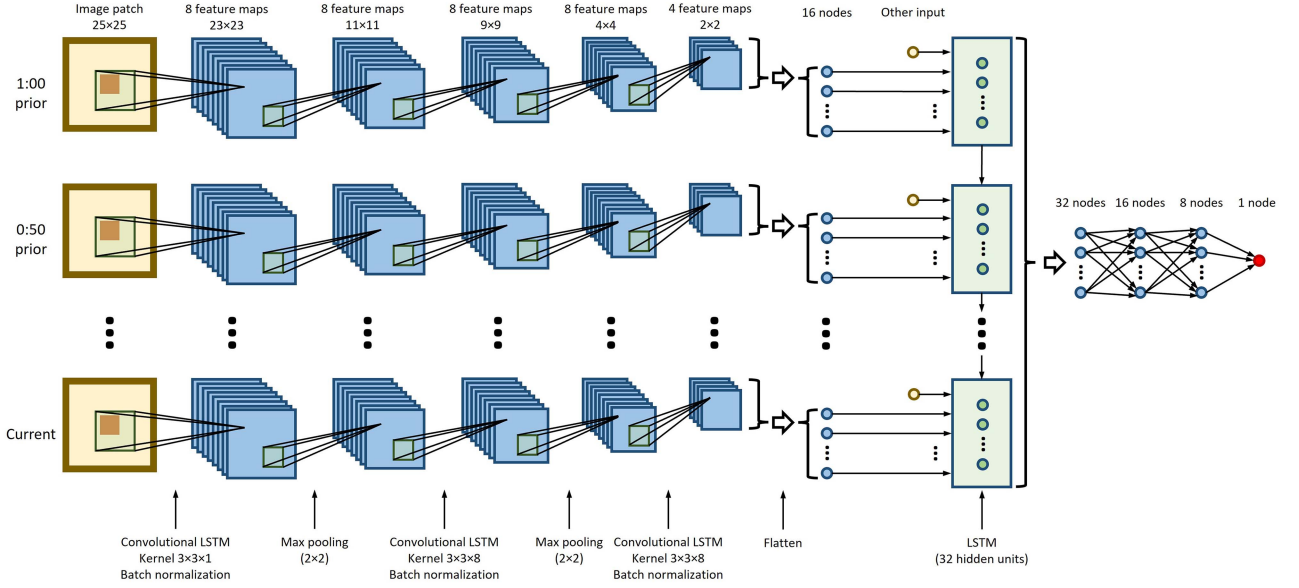 Image patch
25×25
8 feature maps
23×23
8 feature maps
11×11
8 feature maps
9×9
8 feature maps
4×4
4 feature maps
2×2
16 nodes
Other input
1:00
prior
0:50
prior
32 nodes
16 nodes
8 nodes
1 node
Current
Convolutional LSTM
Kernel 3×3×1
Batch normalization
Max pooling
(2×2)
Convolutional LSTM
Kernel 3×3×8
Batch normalization
Max pooling
(2×2)
Convolutional LSTM
Kernel 3×3×8
Batch normalization
Flatten
LSTM
(32 hidden units)